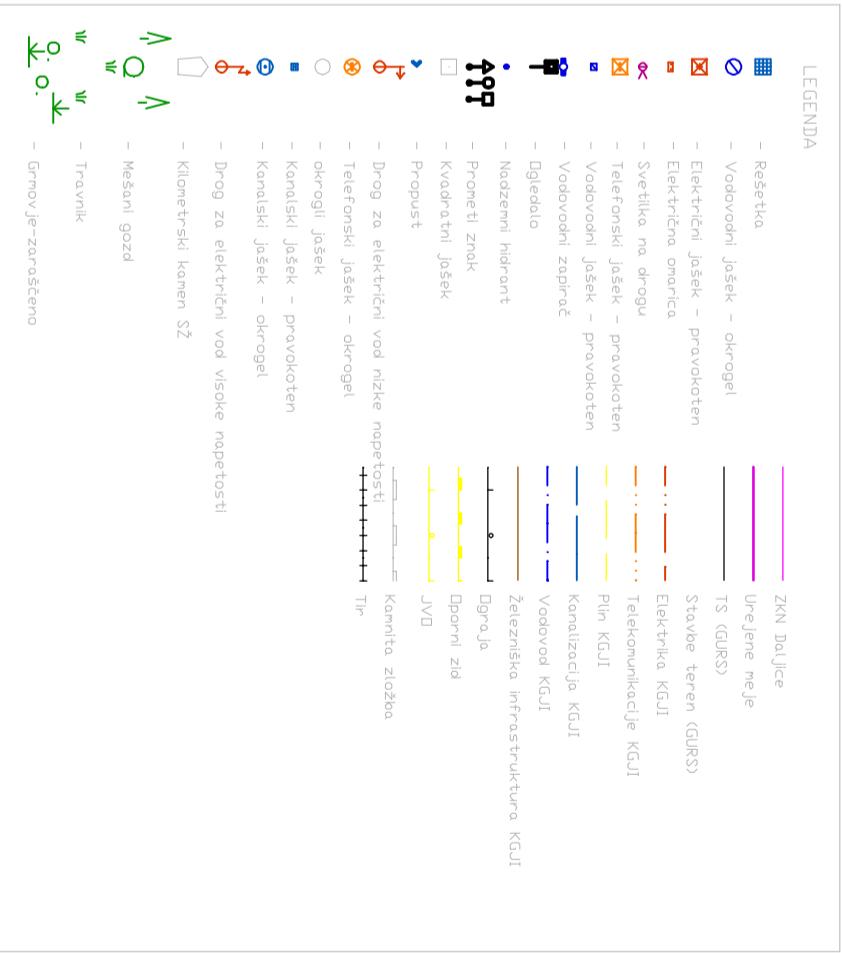 LEGENDA
- Rešetka
- Vodovodni jašek - okrogel
- Električni jašek - pravokoten
- Električna omarica
- Svetilka na drogu
- Telefonski jašek - pravokoten
- Vodovodni jašek - pravokoten
- Vodovodni zapirač
- Ogledalo
- Nadzemni hidrant
- Prometi znak
- Kvadratni jašek
- Propust
- Drog za električni vod nizke napetosti
- Telefonski jašek - okrogel
- okrogli jašek
- Kanalski jašek - pravokoten
- Kanalski jašek - okrogel
- Drog za električni vod visoke napetosti
- Kilometrski kamen SŽ
- Mešani gozd
- Travnik
- Grmovje-zaraščeno
ZKN Daljice
Urejene meje
TS (GURS)
Stavbe teren (GURS)
Elektrika KGJI
Telekomunikacije KGJI
Plin KGJI
Kanalizacija KGJI
Vodovod KGJI
Železniška infrastruktura KGJI
Ograja
Oporni zid
JVO
Kamnita zložba
Tir